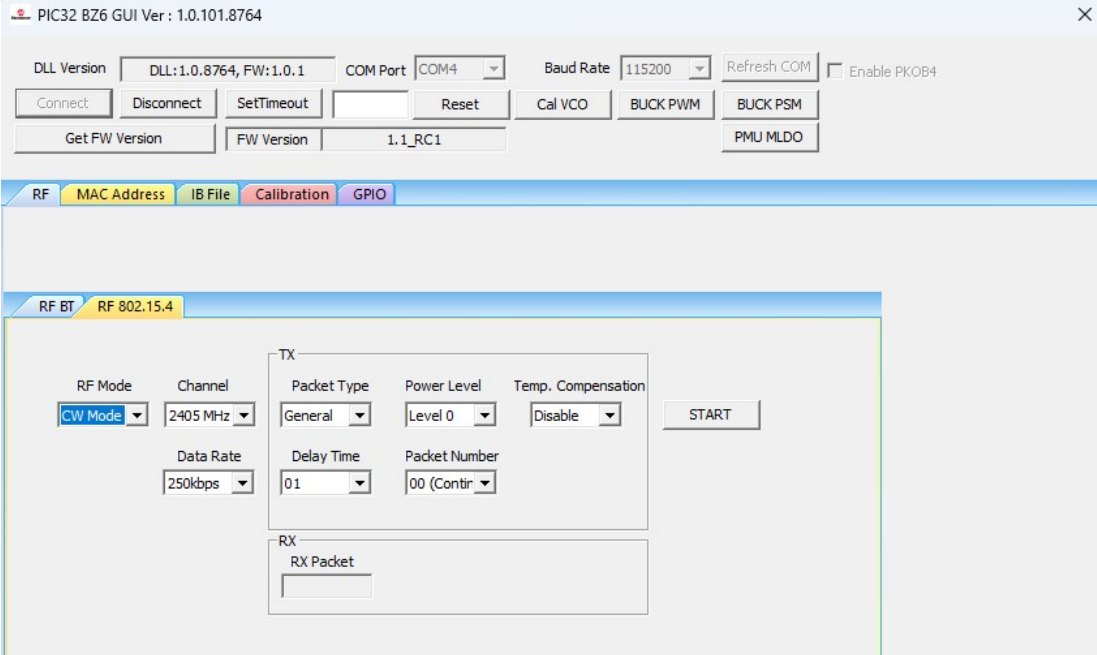 PIC32 BZ6 GUI Ver : 1.0.101.8764
DLL Version DLL:1.0.8764, FW:1.0.1 COM Port COM4 Baud Rate 115200 Refresh COM Enable PKOB4
Connect Disconnect SetTimeout Reset Cal VCO BUCK PWM BUCK PSM
Get FW Version FW Version 1.1_RC1 PMU MLDO
RF MAC Address IB File Calibration GPIO
RF BT RF 802.15.4
TX
RF Mode Channel Packet Type Power Level Temp. Compensation
CW Mode 2405 MHz General Level 0 Disable START
Data Rate Delay Time Packet Number
250kbps 01 00 (Contir
RX
RX Packet